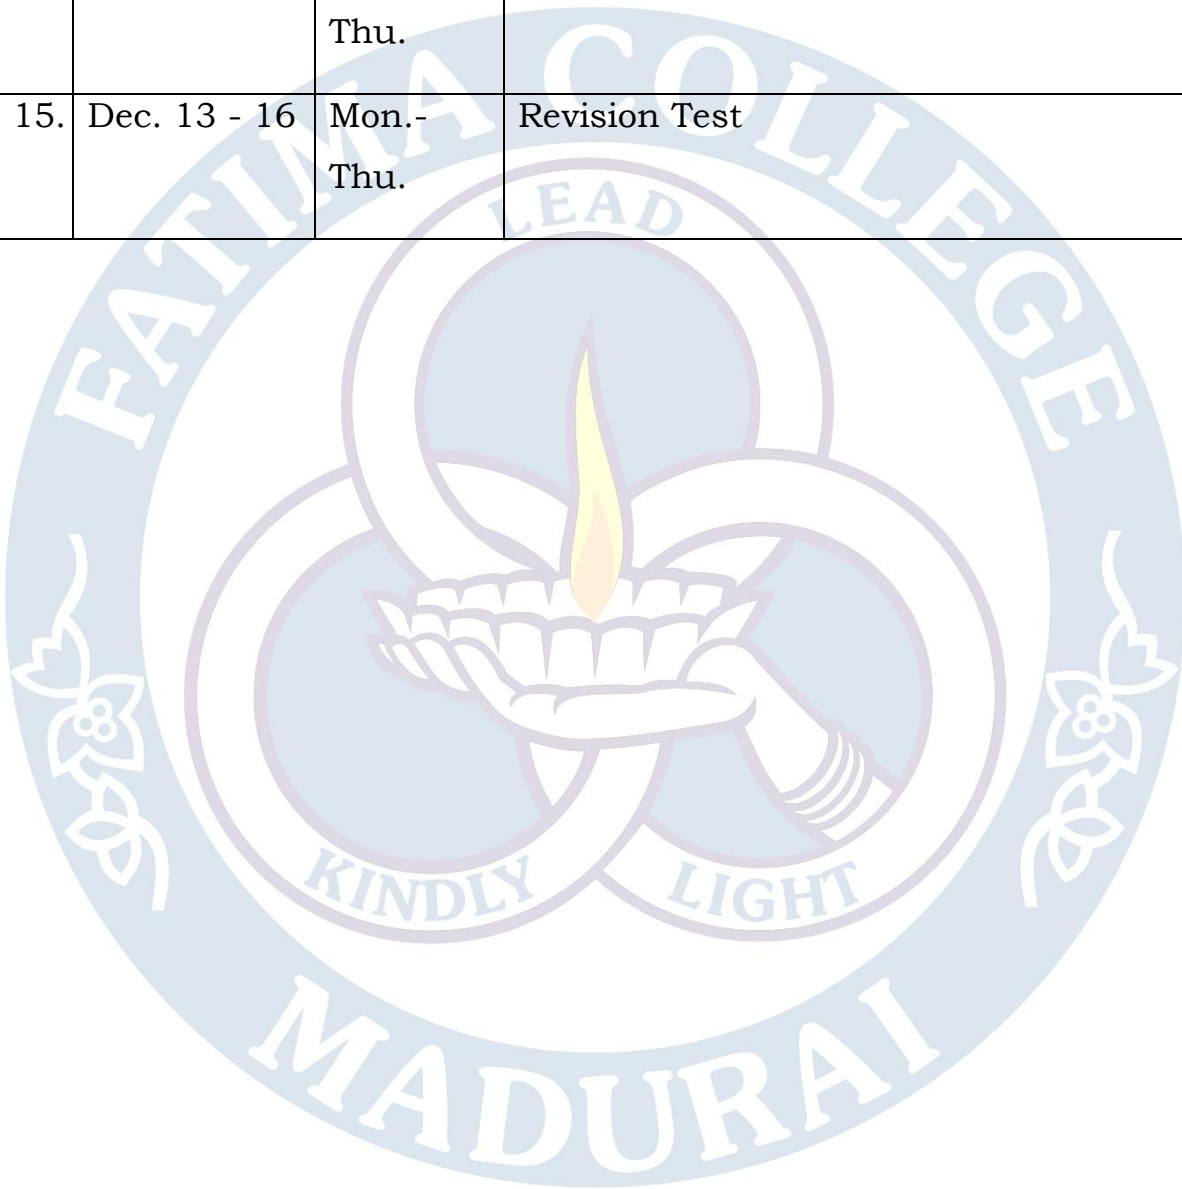 Thu.
15. Dec. 13 - 16 Mon.- Revision Test
Thu.
FATIMA COLLEGE
LEAD
KINDLY LIGHT
MADURAI